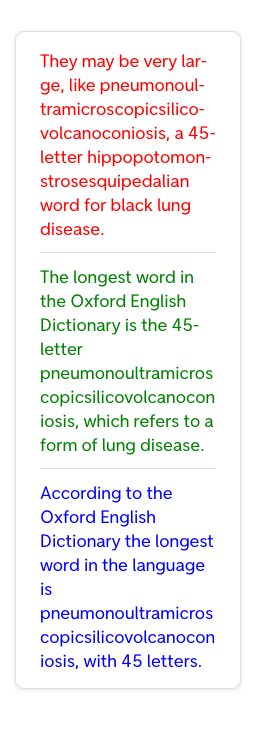 They may be very lar-
ge, like pneumonoul-
tramicroscopicsilico-
volcanoconiosis, a 45-
letter hippopotomon-
strosesquipedalian
word for black lung
disease.
The longest word in
the Oxford English
Dictionary is the 45-
letter
pneumonoultramicros
copicsilicovolcanocon
iosis, which refers to a
form of lung disease.
According to the
Oxford English
Dictionary the longest
word in the language
is
pneumonoultramicros
copicsilicovolcanocon
iosis, with 45 letters.